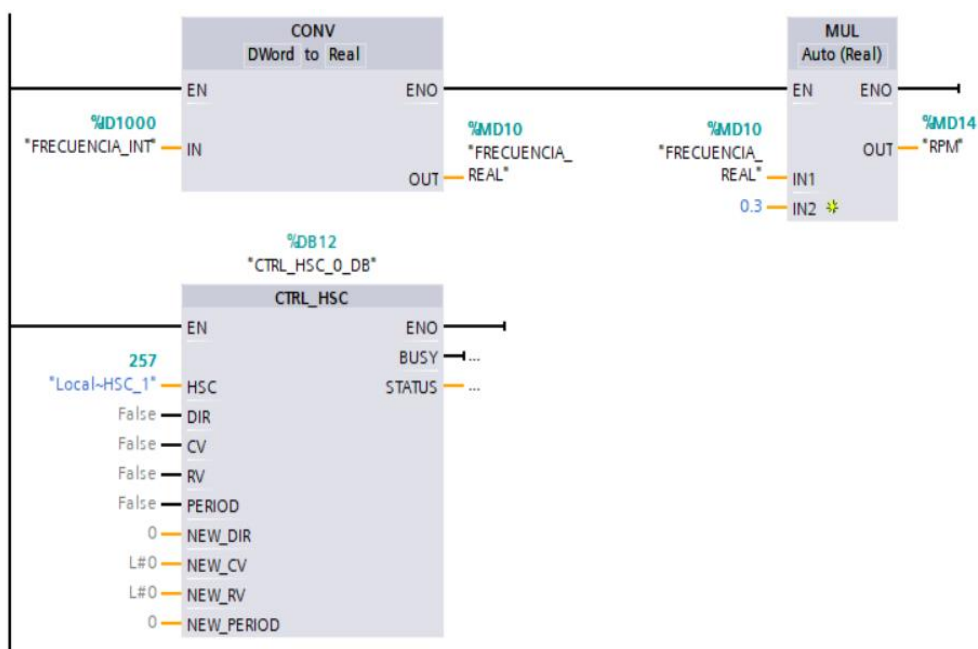 CONV
DWord to Real
EN
ENO
%ID1000
"FRECUENCIA_INT"
IN
%MD10
"FRECUENCIA_
REAL"
OUT
MUL
Auto (Real)
EN
ENO
%MD10
"FRECUENCIA_
REAL"
IN1
0.3
IN2
OUT
%MD14
"RPM"
%DB12
"CTRL_HSC_0_DB"
CTRL_HSC
EN
ENO
BUSY
...
257
"Local~HSC_1"
HSC
STATUS
...
False
DIR
False
CV
False
RV
False
PERIOD
0
NEW_DIR
L#0
NEW_CV
L#0
NEW_RV
0
NEW_PERIOD